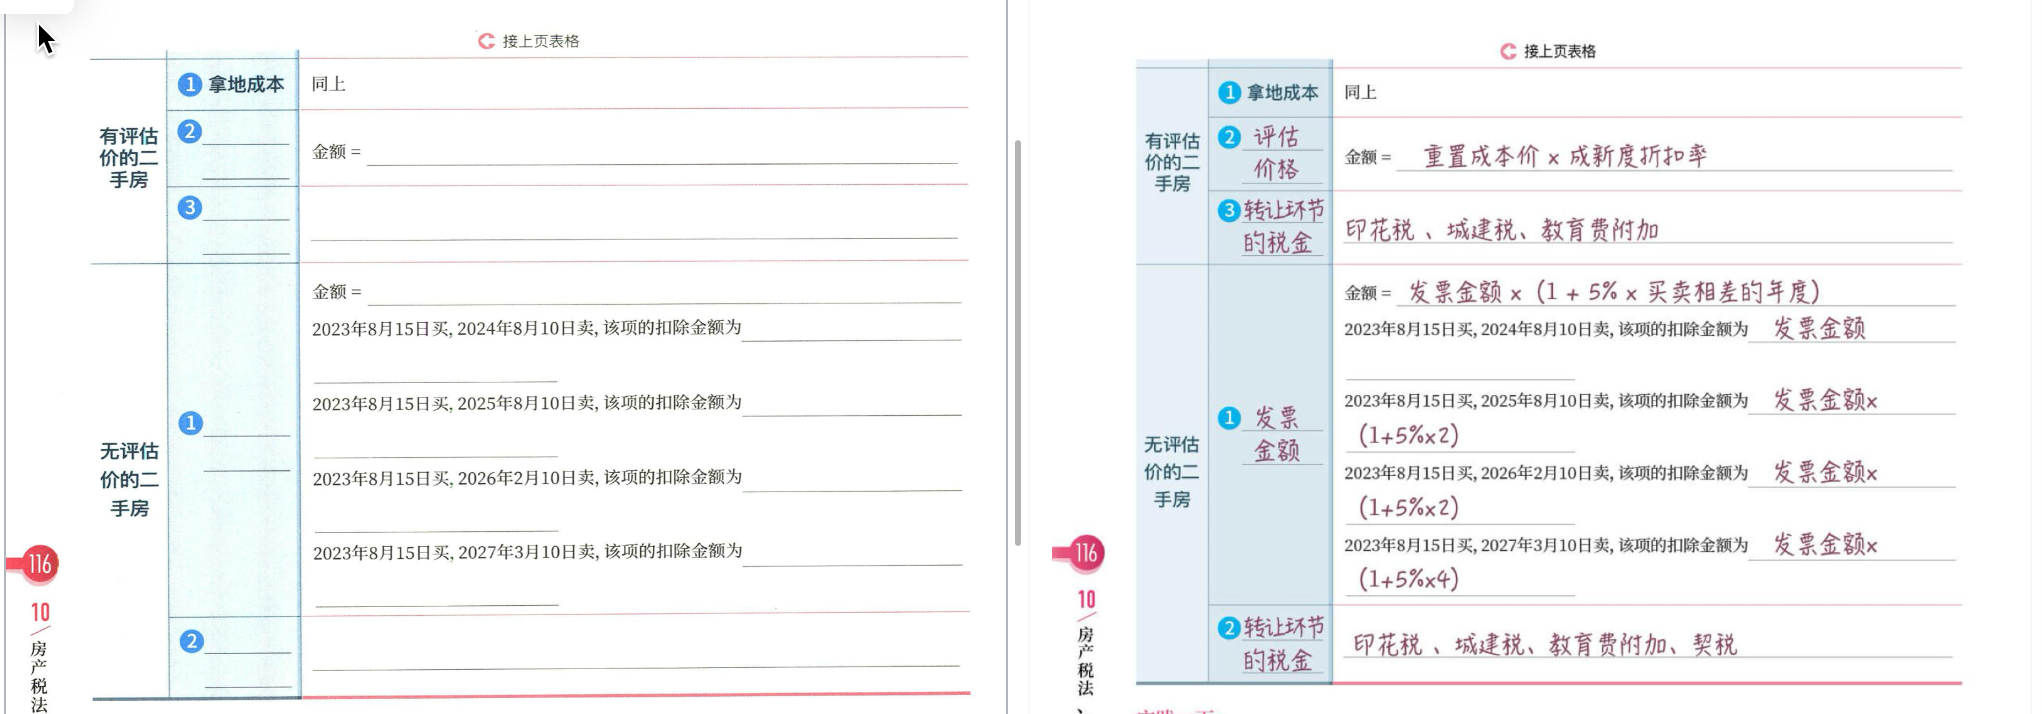 接上页表格
有评估
价的二
手房
1 拿地成本
同上
2
金额 =
3
无评估
价的二
手房
1
金额 =
2023年8月15日买, 2024年8月10日卖, 该项的扣除金额为
2023年8月15日买, 2025年8月10日卖, 该项的扣除金额为
2023年8月15日买, 2026年2月10日卖, 该项的扣除金额为
2023年8月15日买, 2027年3月10日卖, 该项的扣除金额为
2
116
10
房产税法
接上页表格
有评估
价的二
手房
1 拿地成本
同上
2 评估
价格
金额 = 重置成本价 × 成新度折扣率
3 转让环节
的税金
印花税、城建税、教育费附加
无评估
价的二
手房
1 发票
金额
金额 = 发票金额 × (1 + 5% × 买卖相差的年度)
2023年8月15日买, 2024年8月10日卖, 该项的扣除金额为 发票金额
2023年8月15日买, 2025年8月10日卖, 该项的扣除金额为 发票金额×
(1+5%×2)
2023年8月15日买, 2026年2月10日卖, 该项的扣除金额为 发票金额×
(1+5%×2)
2023年8月15日买, 2027年3月10日卖, 该项的扣除金额为 发票金额×
(1+5%×4)
2 转让环节
的税金
印花税、城建税、教育费附加、契税
116
10
房产税法、